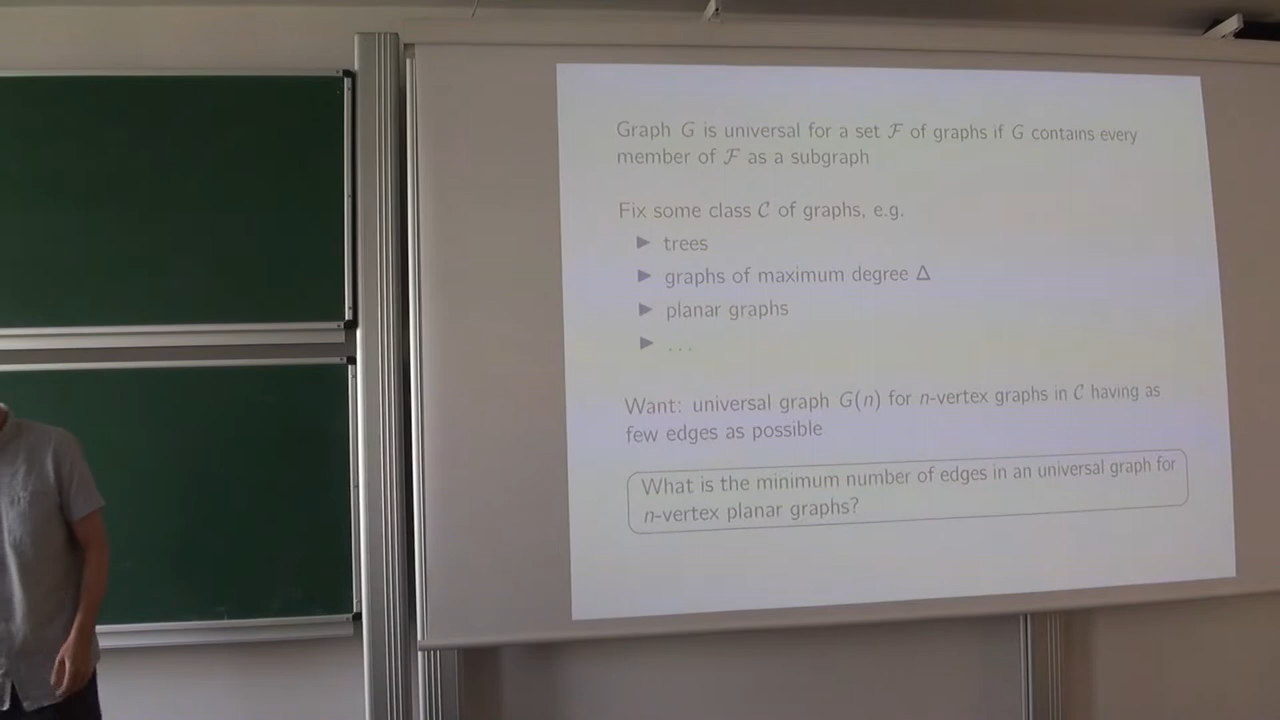 Graph G is universal for a set ℱ of graphs if G contains every
member of ℱ as a subgraph
Fix some class 𝒞 of graphs, e.g.
▶ trees
▶ graphs of maximum degree Δ
▶ planar graphs
▶ ...
Want: universal graph G(n) for n-vertex graphs in 𝒞 having as
few edges as possible
What is the minimum number of edges in an universal graph for
n-vertex planar graphs?